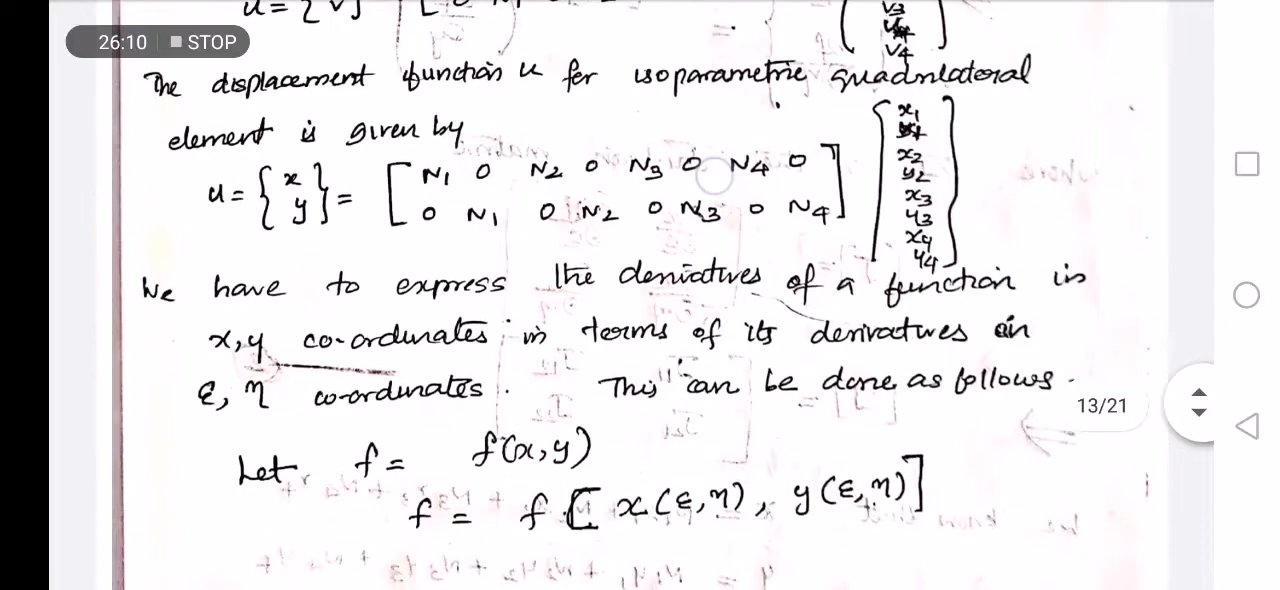 u = { v }
v3
u4
v4
26:10 STOP
The displacement function u for isoparametric quadrilateral
element is given by
u = { x y } = [ N1 0 N2 0 N3 0 N4 0
0 N1 0 N2 0 N3 0 N4 ]
x1
y1
x2
y2
x3
y3
x4
y4
We have to express the derivatives of a function in
x, y co-ordinates in terms of its derivatives in
ε, η co-ordinates. This can be done as follows.
13/21
Let f = f(x, y)
f = f [ x (ε, η), y (ε, η) ]